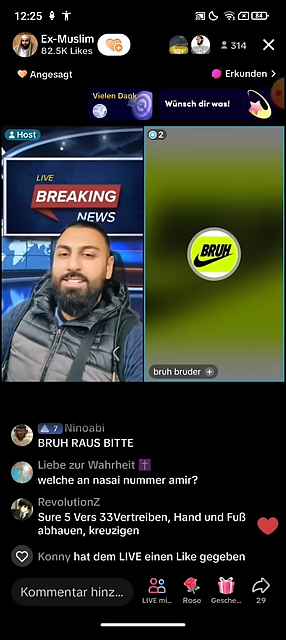 12:25
84
Ex-Muslim
82.5K Likes
314
Angesagt
Erkunden >
Vielen Dank
Wünsch dir was!
Host
2
LIVE
BREAKING
NEWS
BRUH
bruh bruder +
7 Ninoabi
BRUH RAUS BITTE
Liebe zur Wahrheit
welche an nasai nummer amir?
RevolutionZ
Sure 5 Vers 33Vertreiben, Hand und Fuß
abhauen, kreuzigen
Konny hat dem LIVE einen Like gegeben
Kommentar hinz...
LIVE mi...
Rose
Gesche...
29